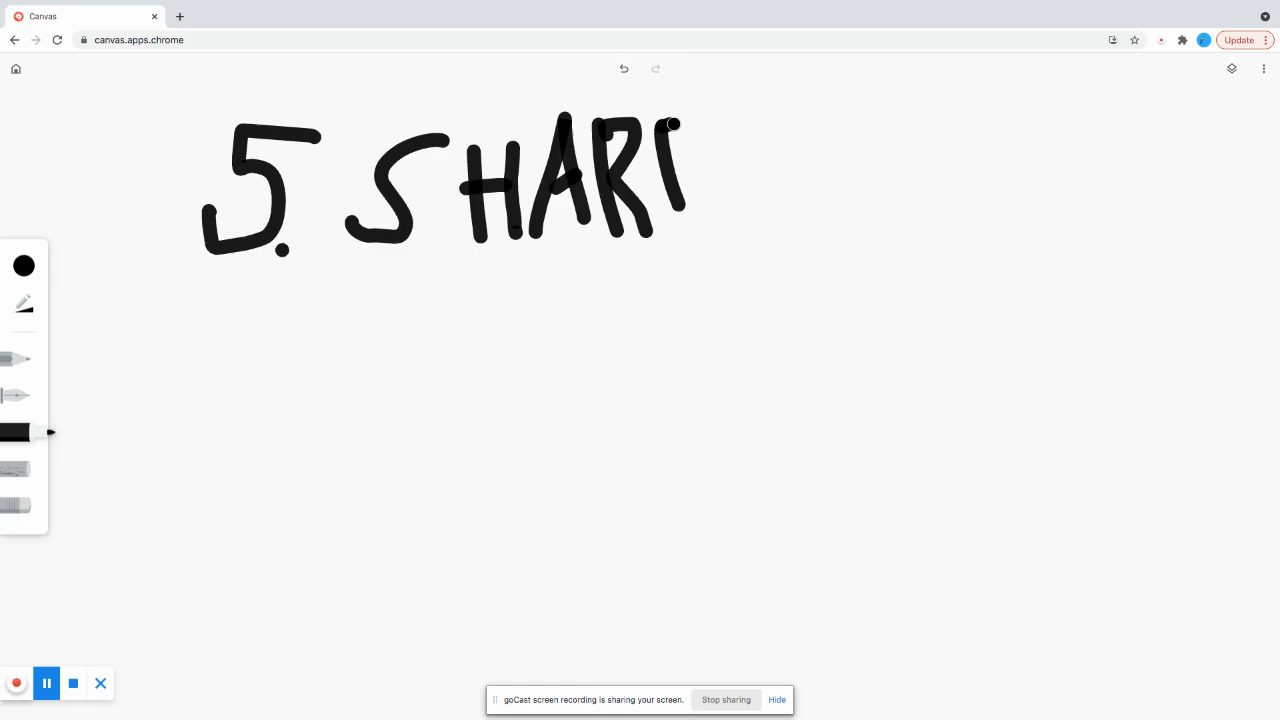 Canvas
canvas.apps.chrome
Update
5. SHAR
goCast screen recording is sharing your screen.
Stop sharing
Hide